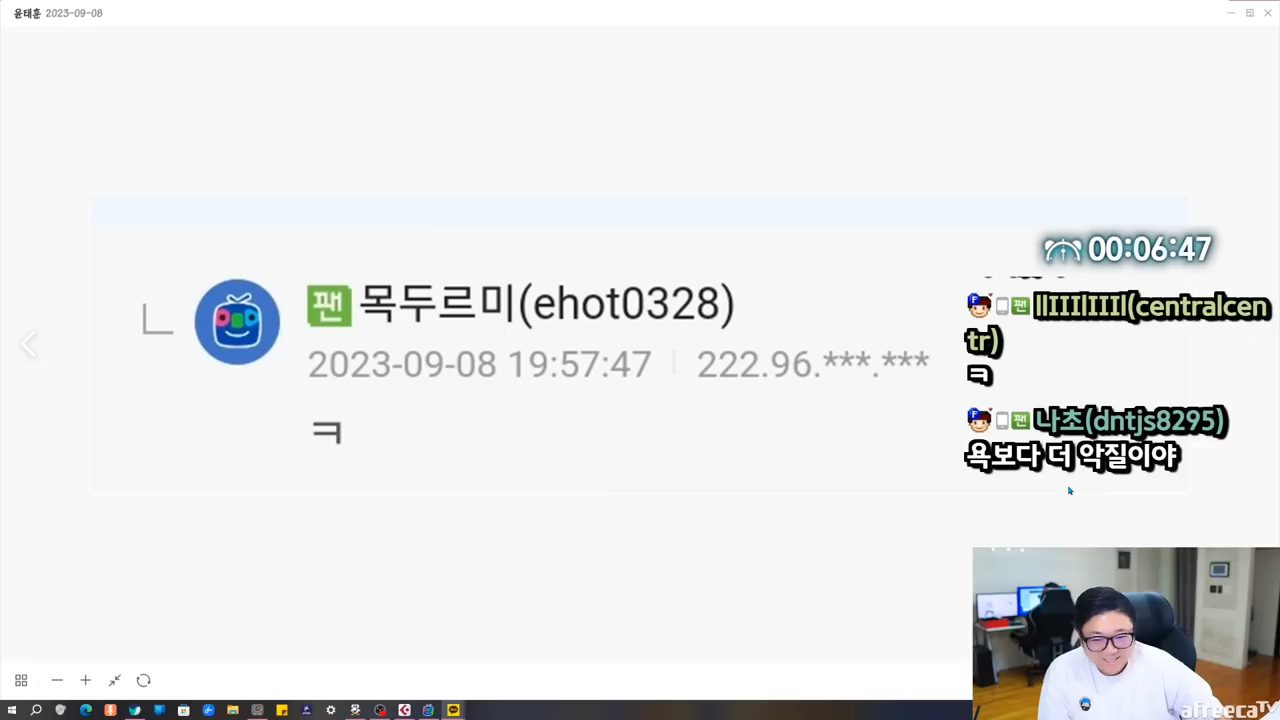 윤태훈 2023-09-08
팬 목두르미(ehot0328)
2023-09-08 19:57:47 | 222.96.***.***
ㅋ
00:06:47
팬 llIIIlIIIl(centralcen
tr)
ㅋ
팬 나초(dntjs8295)
욕보다 더 악질이야
afreecaTV